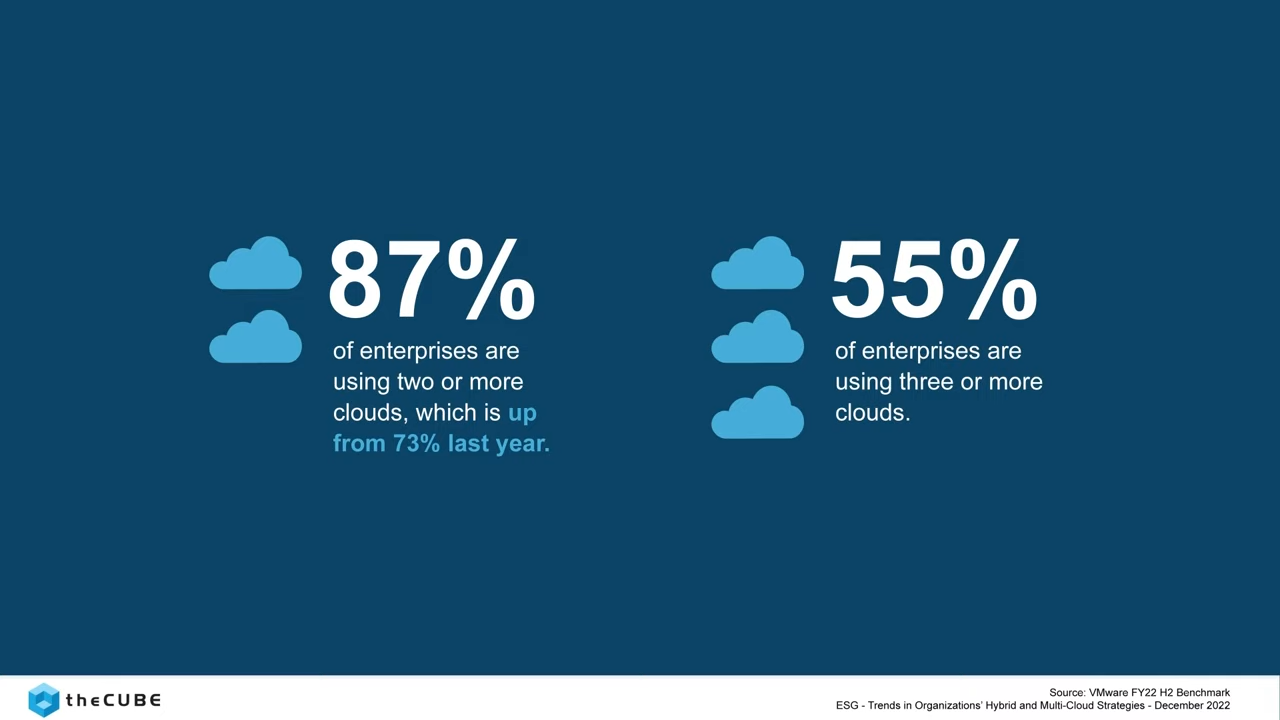 87%
of enterprises are
using two or more
clouds, which is up
from 73% last year.
55%
of enterprises are
using three or more
clouds.
theCUBE
Source: VMware FY22 H2 Benchmark
ESG - Trends in Organizations’ Hybrid and Multi-Cloud Strategies - December 2022